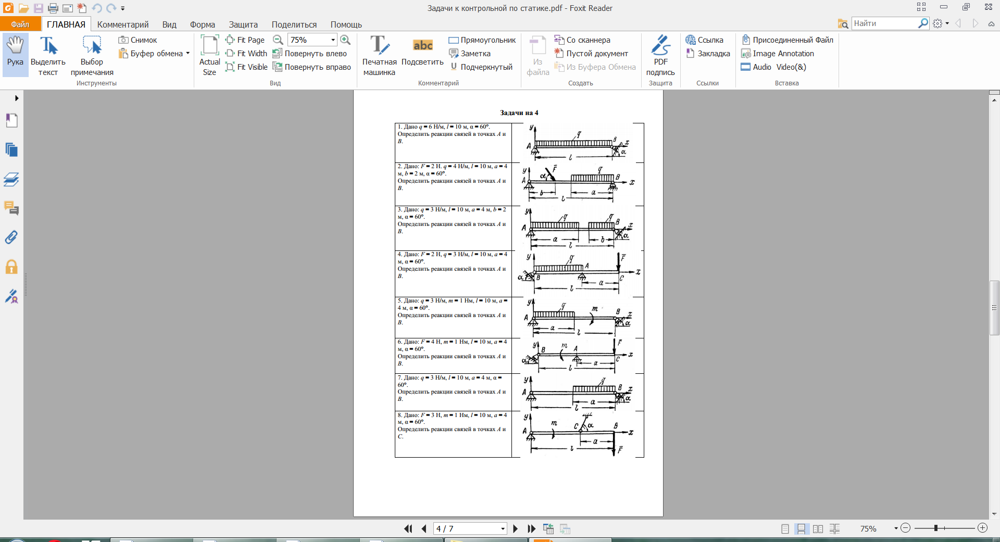 Задачи к контрольной по статике.pdf - Foxit Reader
Файл ГЛАВНАЯ Комментарий Вид Форма Защита Поделиться Помощь Найти
Рука
Выделить текст
Выбор примечания
Снимок
Буфер обмена
Инструменты
Actual Size
Fit Page
Fit Width
Fit Visible
75%
Повернуть влево
Повернуть вправо
Вид
Печатная машинка
abc
Подсветить
Прямоугольник
Заметка
Подчеркнутый
Комментарий
Из файла
Со сканнера
Пустой документ
Из Буфера Обмена
Создать
PDF подпись
Защита
Ссылка
Закладка
Ссылки
Присоединенный Файл
Image Annotation
Audio Video(&)
Вставка
Задачи на 4
1. Дано q = 6 Н/м, l = 10 м, α = 60°.
Определить реакции связей в точках A и
B.
y q B x A α l
2. Дано: F = 2 Н. q = 4 Н/м, l = 10 м, a = 4
м, b = 2 м, α = 60°.
Определить реакции связей в точках A и
B.
y F q α B A x b a l
3. Дано: q = 3 Н/м, l = 10 м, a = 4 м, b = 2
м, α = 60°.
Определить реакции связей в точках A и
B.
y q q B x A α a b l
4. Дано: F = 2 Н, q = 3 Н/м, l = 10 м, a = 4
м, α = 60°.
Определить реакции связей в точках A и
B.
y q A F x α B C a l
5. Дано: q = 3 Н/м, m = 1 Нм, l = 10 м, a =
4 м, α = 60°.
Определить реакции связей в точках A и
B.
y q m B x A α a l
6. Дано: F = 4 Н, m = 1 Нм, l = 10 м, a = 4
м, α = 60°.
Определить реакции связей в точках A и
B.
y B m A F x α C a l
7. Дано: q = 3 Н/м, l = 10 м, a = 4 м, α =
60°.
Определить реакции связей в точках A и
B.
y q B x A α a l
8. Дано: F = 3 Н, m = 1 Нм, l = 10 м, a = 4
м, α = 60°.
Определить реакции связей в точках A и
C.
y m C α B A x a l F
4 / 7
75%